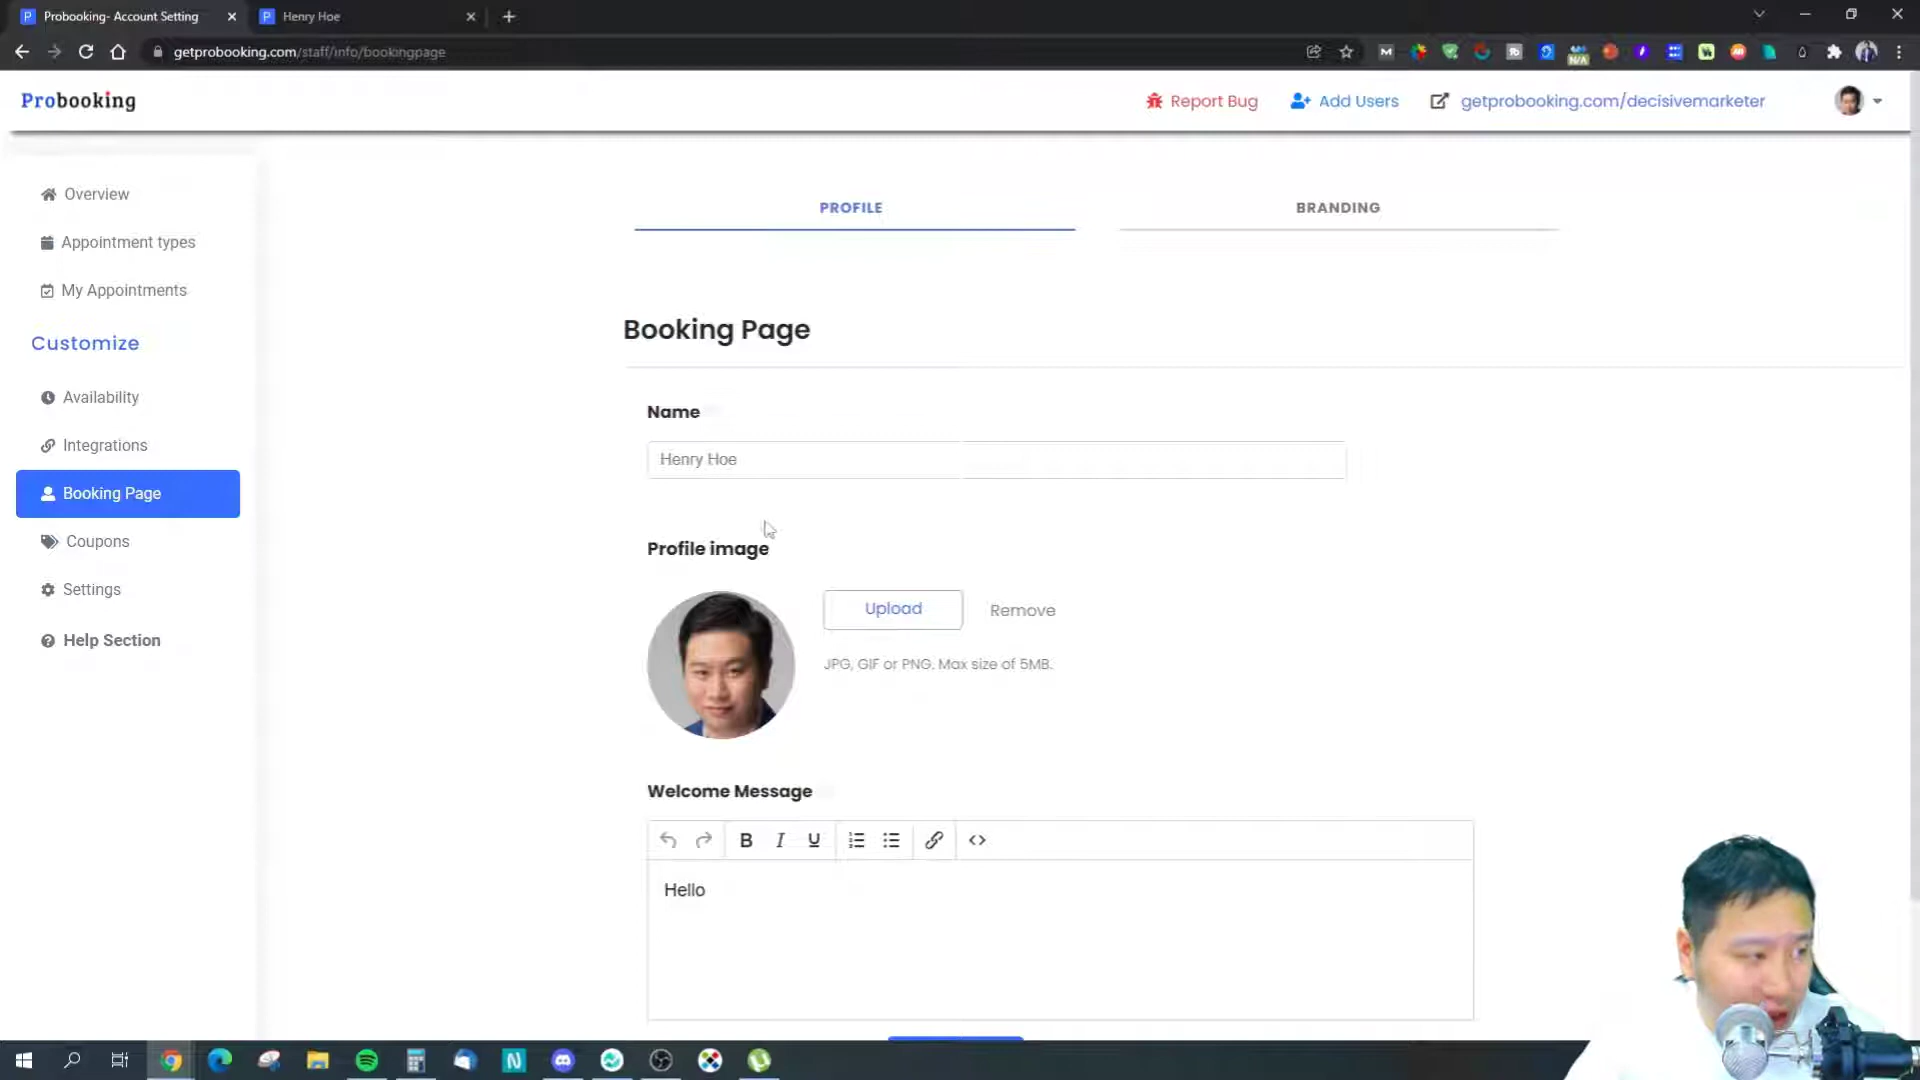 Probooking- Account Setting
Henry Hoe
getprobooking.com/staff/info/bookingpage
Probooking
Report Bug
Add Users
getprobooking.com/decisivemarketer
Overview
Appointment types
My Appointments
Customize
Availability
Integrations
Booking Page
Coupons
Settings
Help Section
PROFILE
BRANDING
Booking Page
Name
Henry Hoe
Profile image
Upload
Remove
JPG, GIF or PNG. Max size of 5MB.
Welcome Message
B I U
Hello